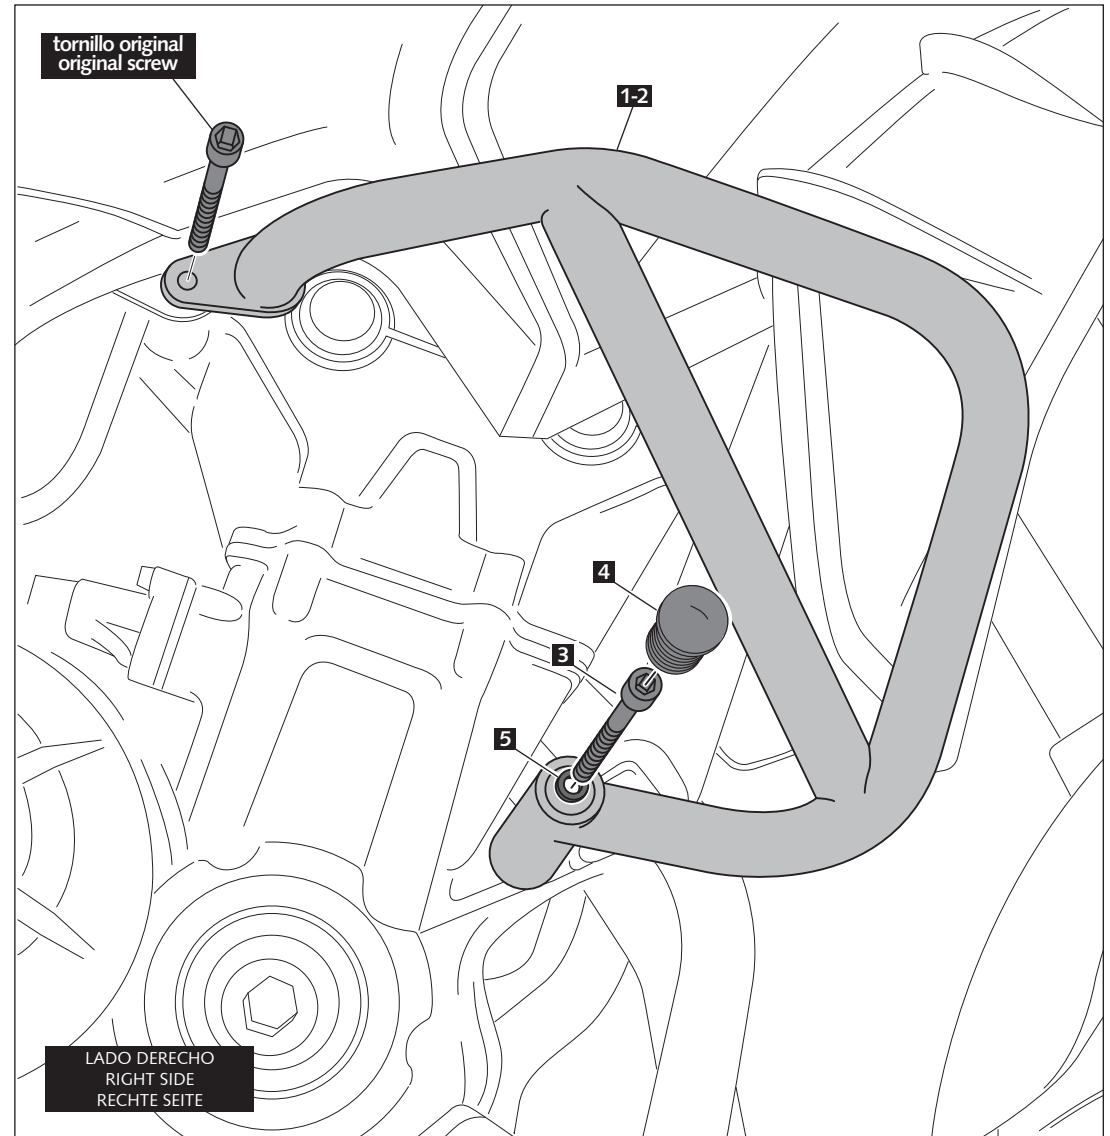 tornillo original
original screw
1-2
4
3
5
LADO DERECHO
RIGHT SIDE
RECHTE SEITE